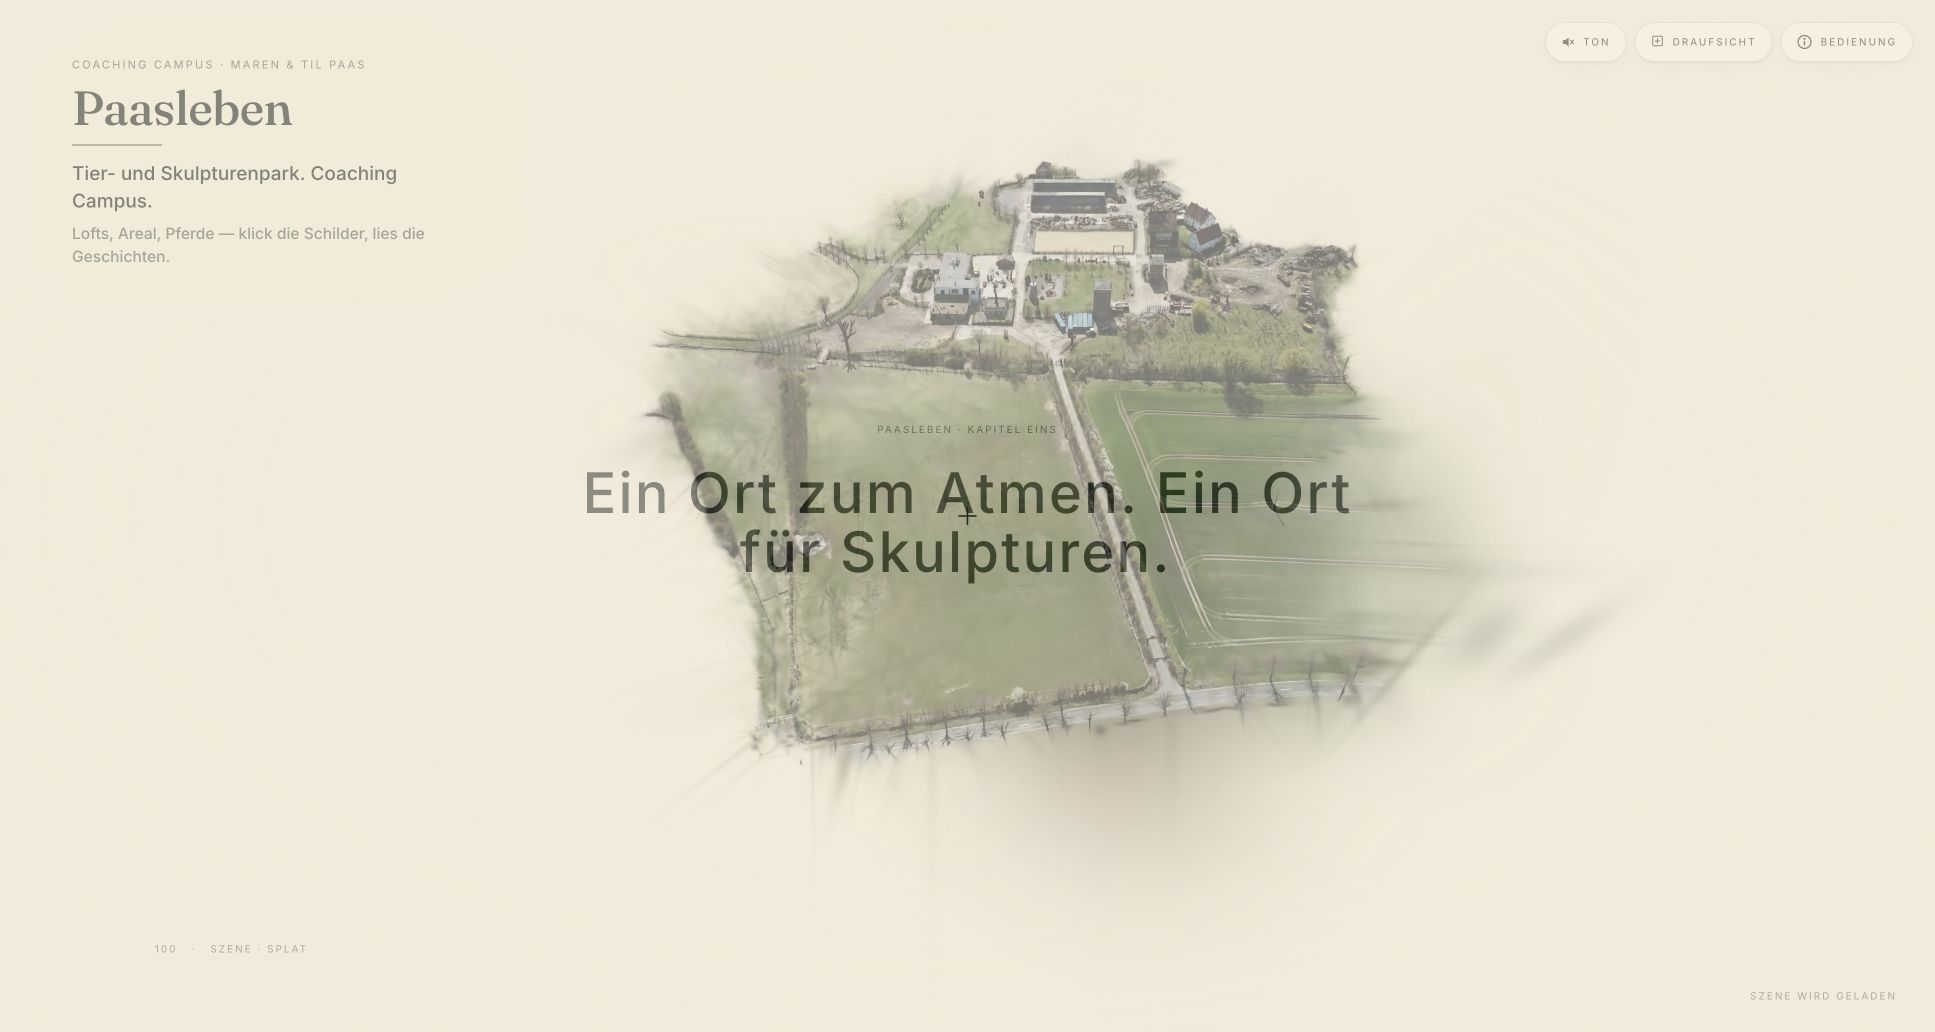 COACHING CAMPUS · MAREN & TIL PAAS
Paasleben
Tier- und Skulpturenpark. Coaching
Campus.
Lofts, Areal, Pferde — klick die Schilder, lies die
Geschichten.
TON
DRAUFSICHT
BEDIENUNG
PAASLEBEN · KAPITEL EINS
Ein Ort zum Atmen. Ein Ort
für Skulpturen.
100 · SZENE · SPLAT
SZENE WIRD GELADEN